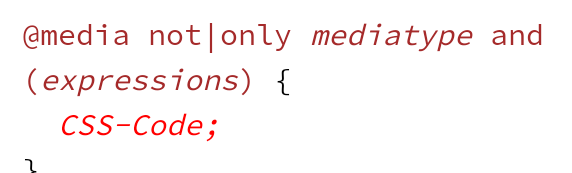 @media not|only mediatype and
(expressions) {
  CSS-Code;
}